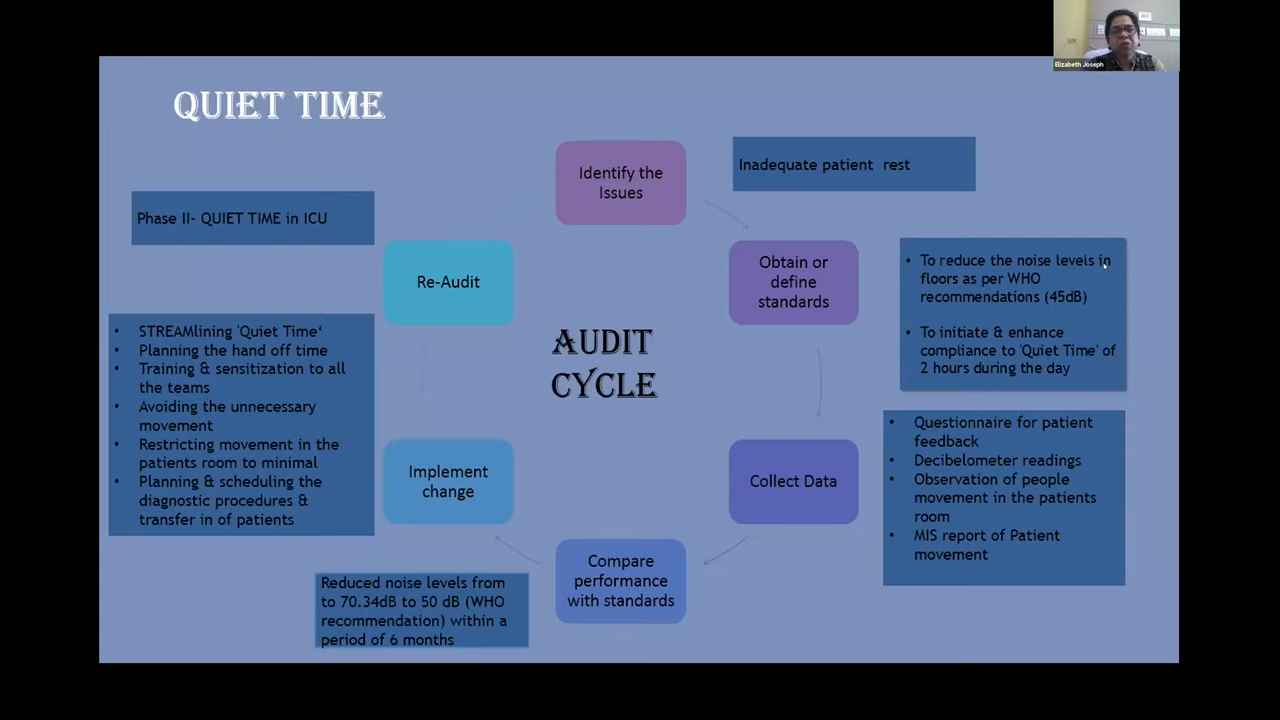 Elizabeth Joseph
QUIET TIME
Identify the
Issues
Inadequate patient rest
Obtain or
define
standards
• To reduce the noise levels in
floors as per WHO
recommendations (45dB)
• To initiate & enhance
compliance to 'Quiet Time' of
2 hours during the day
Collect Data
• Questionnaire for patient
feedback
• Decibelometer readings
• Observation of people
movement in the patients
room
• MIS report of Patient
movement
Compare
performance
with standards
Reduced noise levels from
to 70.34dB to 50 dB (WHO
recommendation) within a
period of 6 months
Implement
change
• STREAMlining 'Quiet Time‘
• Planning the hand off time
• Training & sensitization to all
the teams
• Avoiding the unnecessary
movement
• Restricting movement in the
patients room to minimal
• Planning & scheduling the
diagnostic procedures &
transfer in of patients
Re-Audit
Phase II- QUIET TIME in ICU
AUDIT
CYCLE